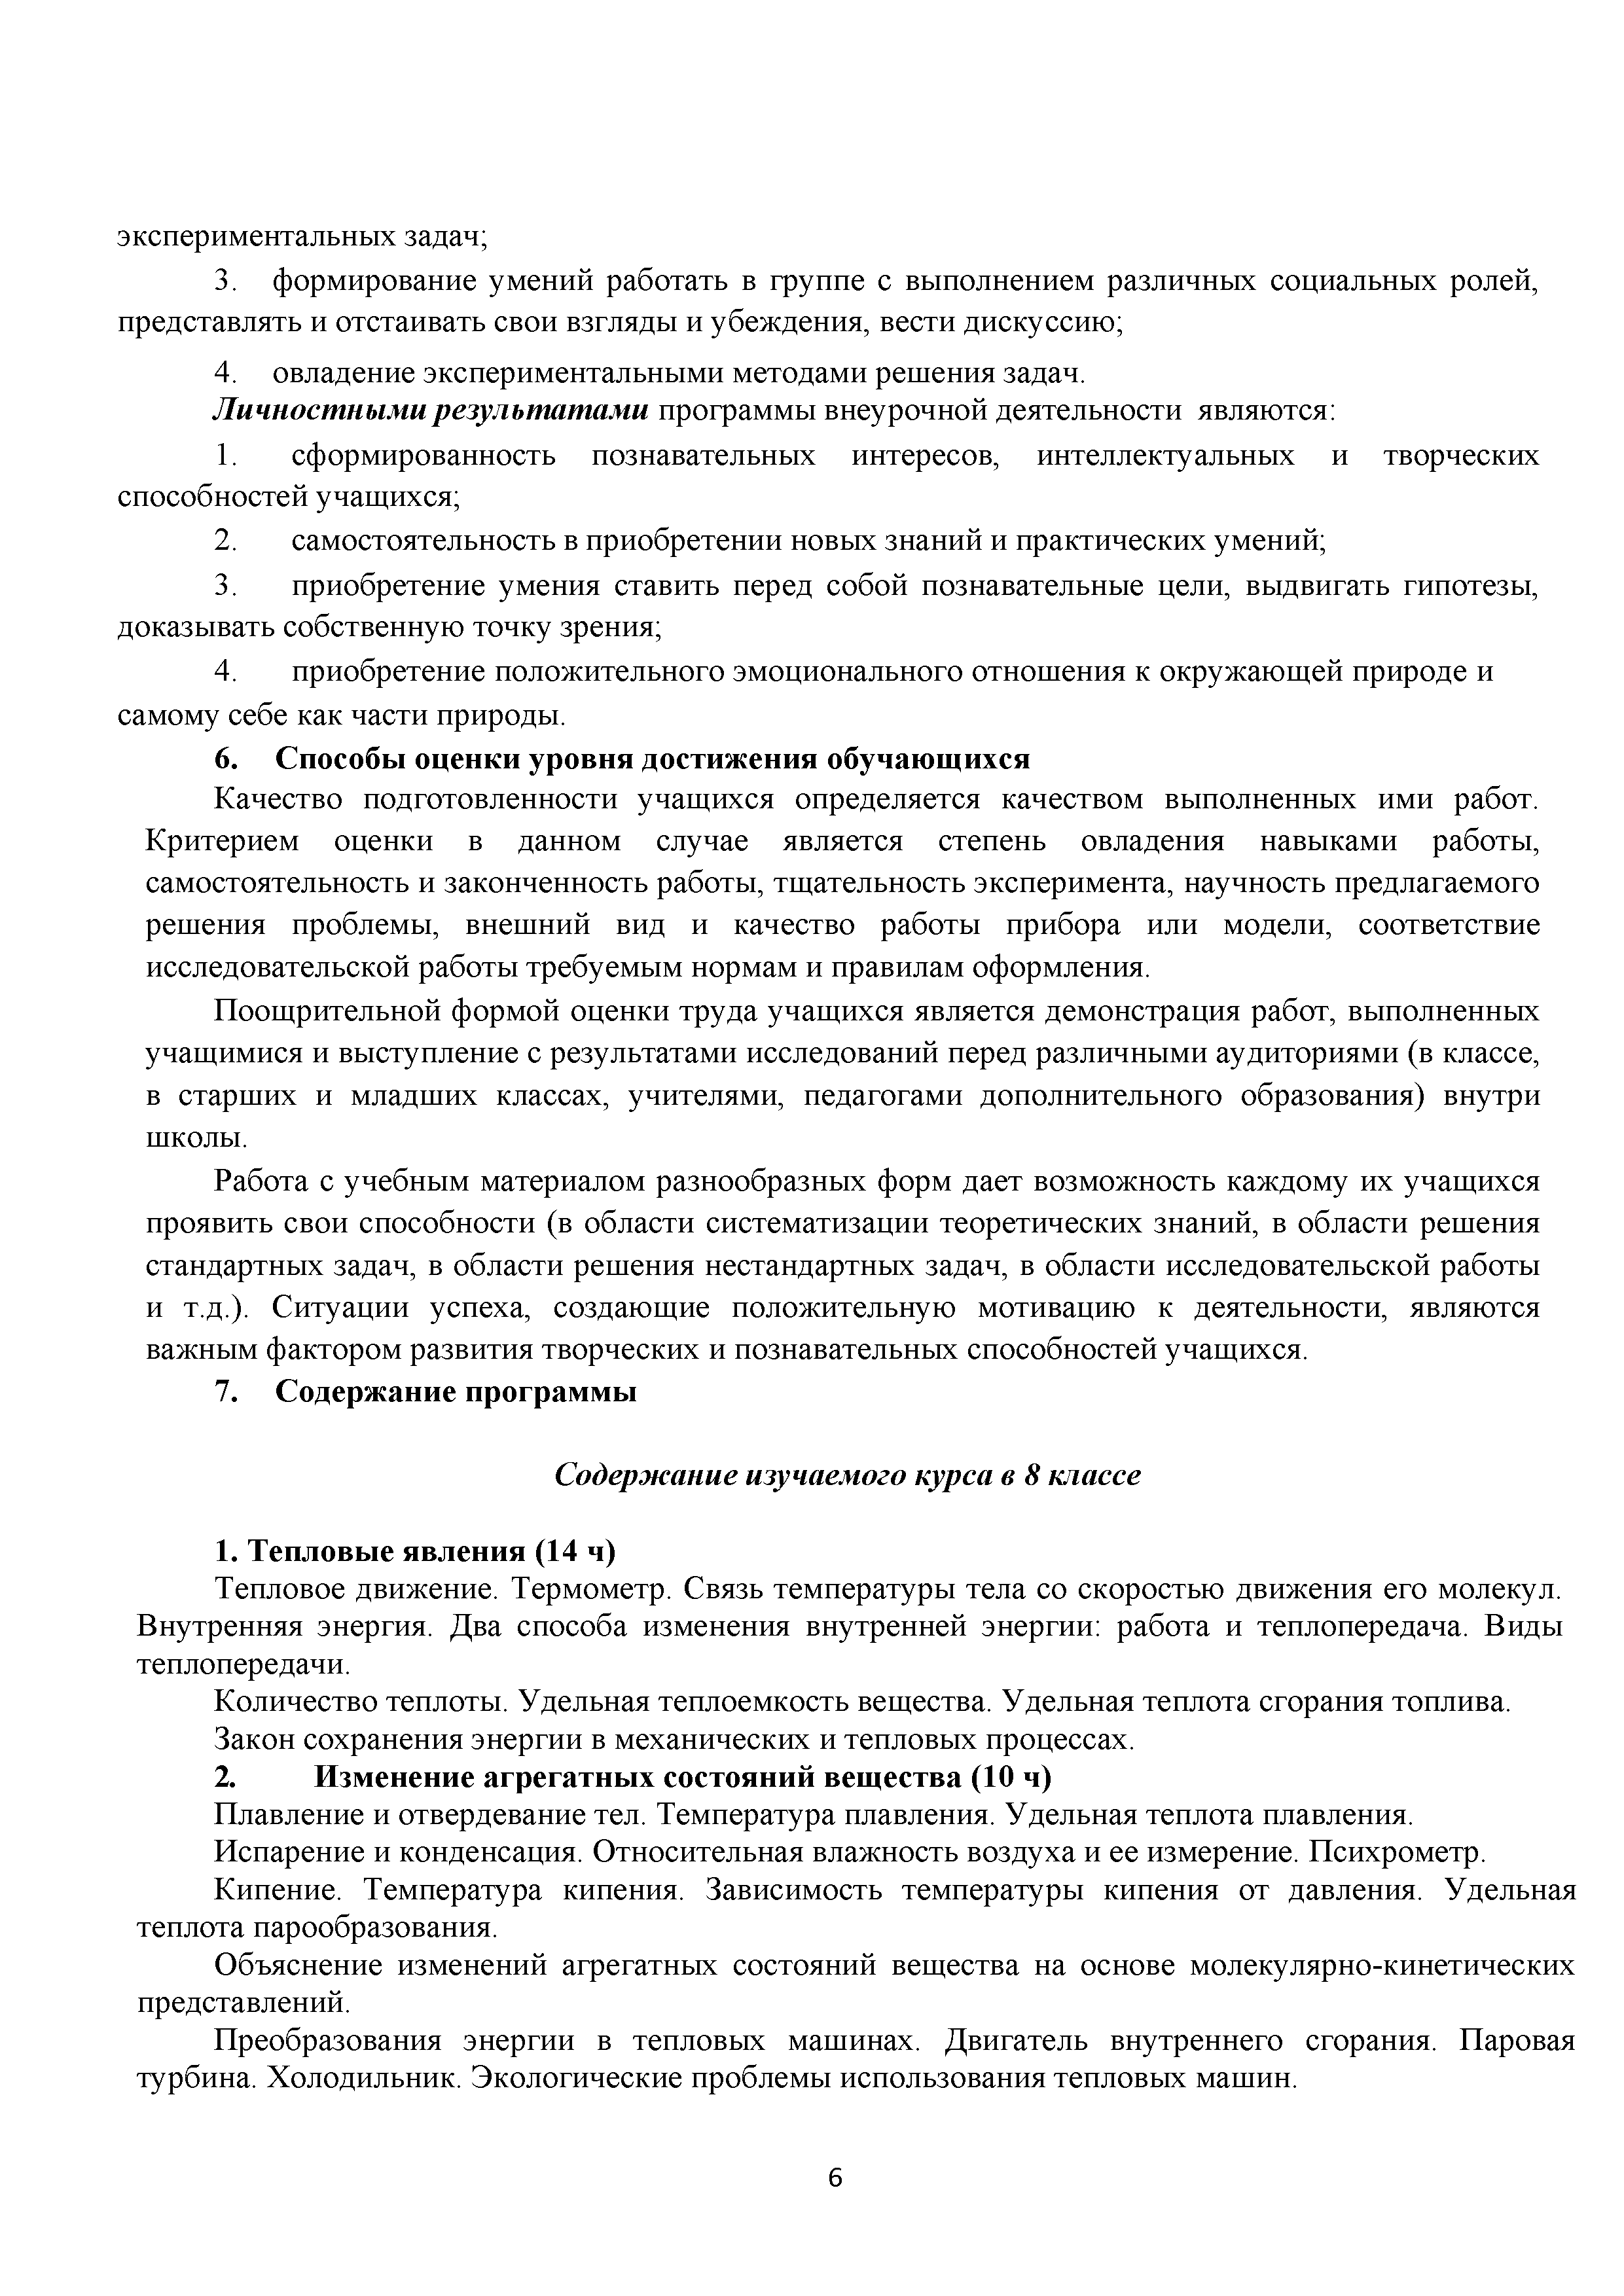 экспериментальных задач;
3. формирование умений работать в группе с выполнением различных социальных ролей,
представлять и отстаивать свои взгляды и убеждения, вести дискуссию;
4. овладение экспериментальными методами решения задач.
Личностными результатами программы внеурочной деятельности являются:
1. сформированность познавательных интересов, интеллектуальных и творческих
способностей учащихся;
2. самостоятельность в приобретении новых знаний и практических умений;
3. приобретение умения ставить перед собой познавательные цели, выдвигать гипотезы,
доказывать собственную точку зрения;
4. приобретение положительного эмоционального отношения к окружающей природе и
самому себе как части природы.
6. Способы оценки уровня достижения обучающихся
Качество подготовленности учащихся определяется качеством выполненных ими работ.
Критерием оценки в данном случае является степень овладения навыками работы,
самостоятельность и законченность работы, тщательность эксперимента, научность предлагаемого
решения проблемы, внешний вид и качество работы прибора или модели, соответствие
исследовательской работы требуемым нормам и правилам оформления.
Поощрительной формой оценки труда учащихся является демонстрация работ, выполненных
учащимися и выступление с результатами исследований перед различными аудиториями (в классе,
в старших и младших классах, учителями, педагогами дополнительного образования) внутри
школы.
Работа с учебным материалом разнообразных форм дает возможность каждому их учащихся
проявить свои способности (в области систематизации теоретических знаний, в области решения
стандартных задач, в области решения нестандартных задач, в области исследовательской работы
и т.д.). Ситуации успеха, создающие положительную мотивацию к деятельности, являются
важным фактором развития творческих и познавательных способностей учащихся.
7. Содержание программы
Содержание изучаемого курса в 8 классе
1. Тепловые явления (14 ч)
Тепловое движение. Термометр. Связь температуры тела со скоростью движения его молекул.
Внутренняя энергия. Два способа изменения внутренней энергии: работа и теплопередача. Виды
теплопередачи.
Количество теплоты. Удельная теплоемкость вещества. Удельная теплота сгорания топлива.
Закон сохранения энергии в механических и тепловых процессах.
2. Изменение агрегатных состояний вещества (10 ч)
Плавление и отвердевание тел. Температура плавления. Удельная теплота плавления.
Испарение и конденсация. Относительная влажность воздуха и ее измерение. Психрометр.
Кипение. Температура кипения. Зависимость температуры кипения от давления. Удельная
теплота парообразования.
Объяснение изменений агрегатных состояний вещества на основе молекулярно-кинетических
представлений.
Преобразования энергии в тепловых машинах. Двигатель внутреннего сгорания. Паровая
турбина. Холодильник. Экологические проблемы использования тепловых машин.
6